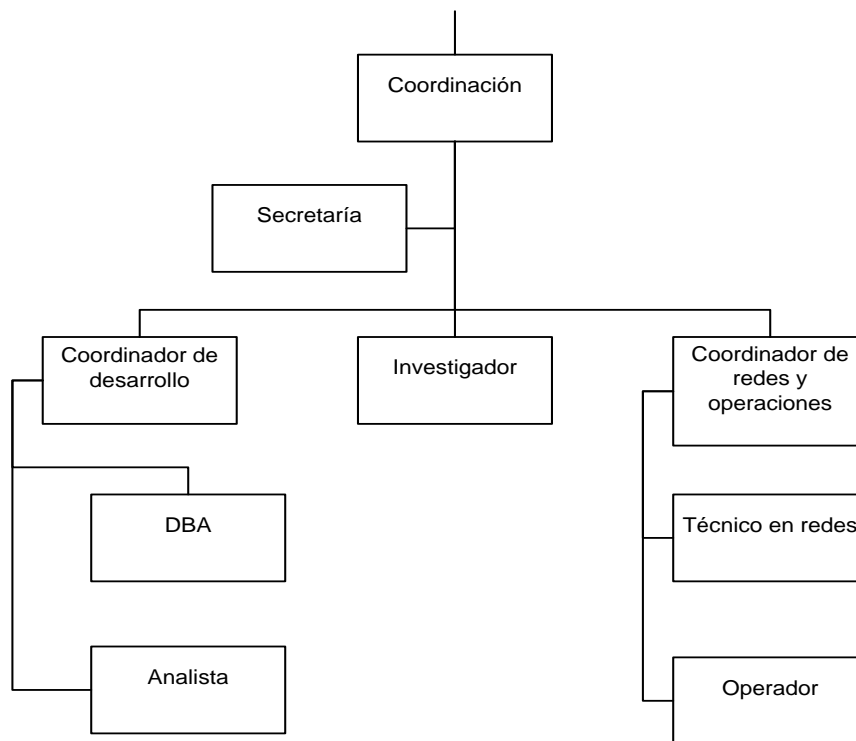 Coordinación
Secretaría
Coordinador de
desarrollo
Investigador
Coordinador de
redes y
operaciones
DBA
Técnico en redes
Analista
Operador